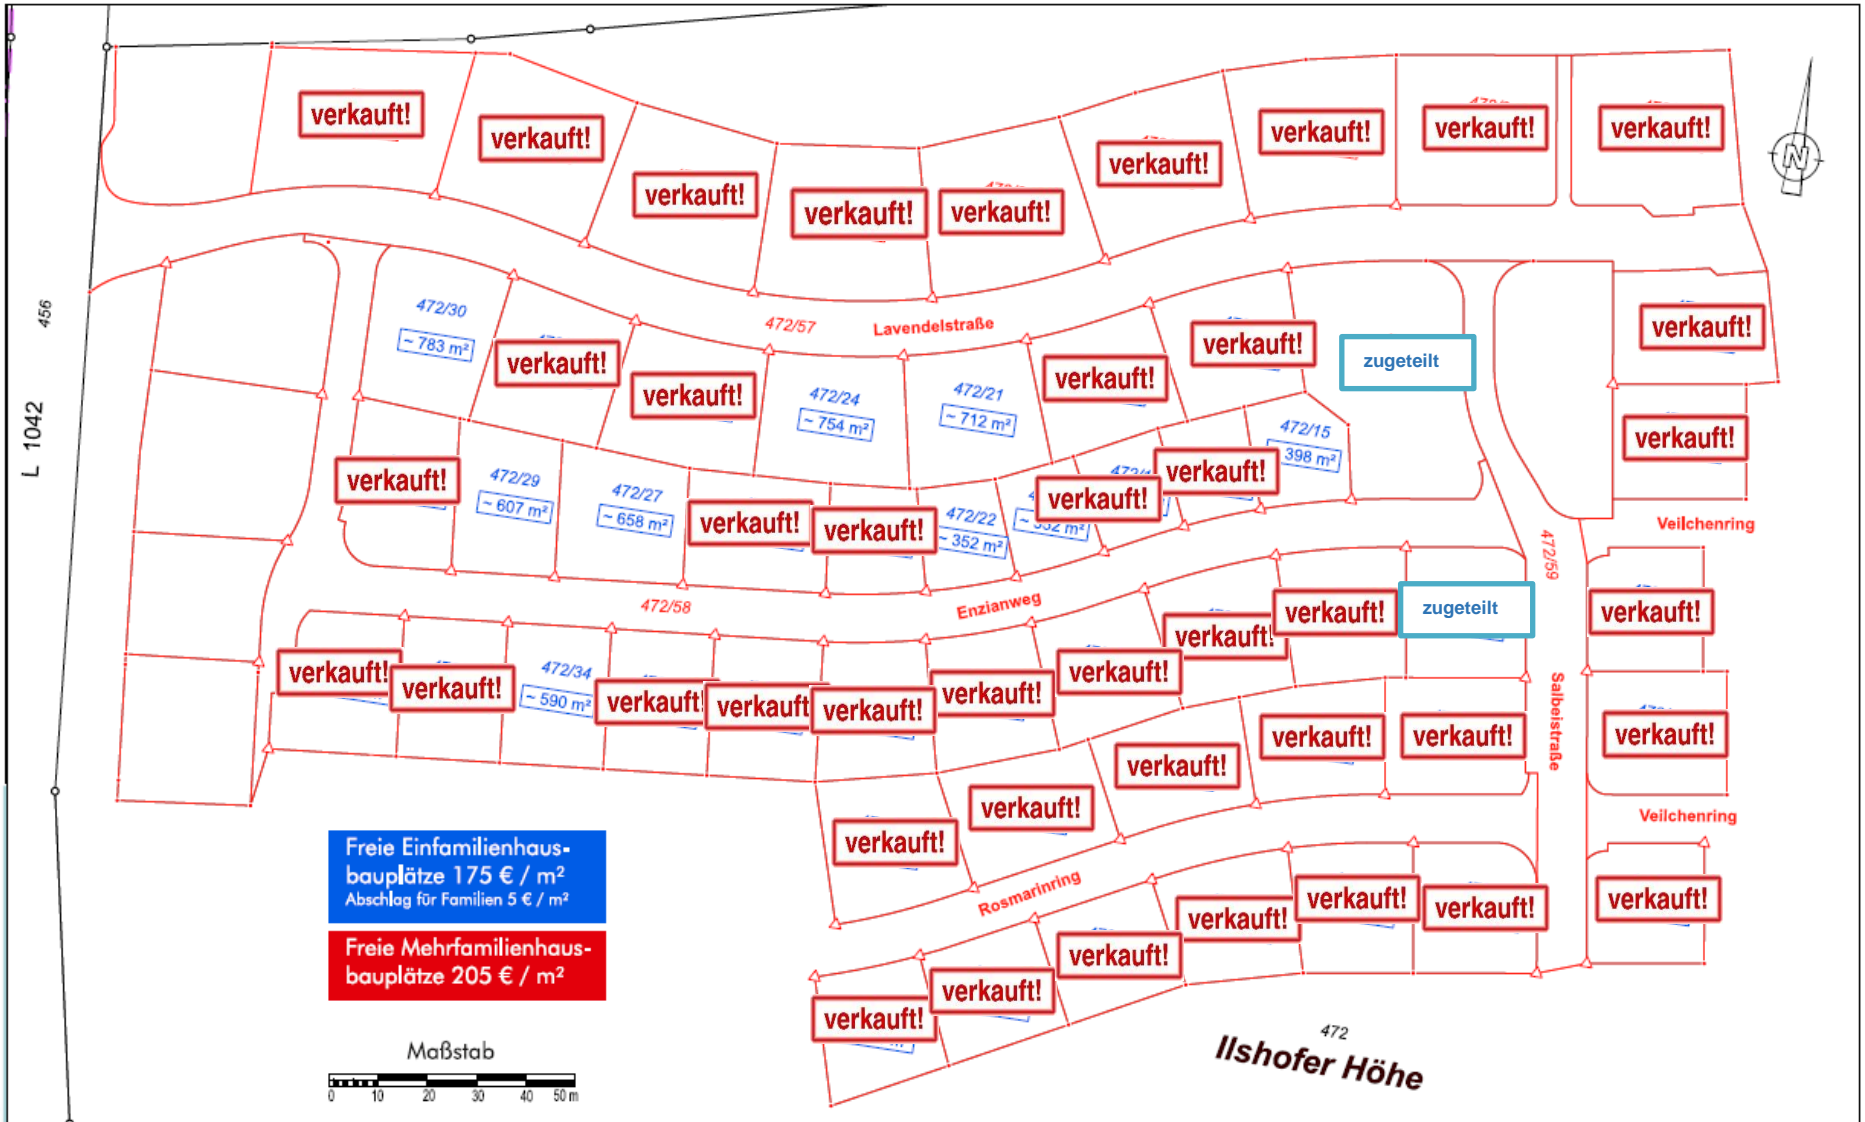 verkauft!
verkauft!
verkauft!
verkauft!
verkauft!
verkauft!
verkauft!
verkauft!
verkauft!
N
456
L 1042
472/57
Lavendelstraße
472/30
~ 783 m²
verkauft!
verkauft!
472/24
~ 754 m²
472/21
~ 712 m²
verkauft!
verkauft!
zugeteilt
verkauft!
verkauft!
verkauft!
472/29
~ 607 m²
472/27
~ 658 m²
verkauft!
verkauft!
472/22
352 m²
verkauft!
verkauft!
472/15
398 m²
Veilchenring
472/59
472/58
Enzianweg
verkauft!
verkauft!
472/34
~ 590 m²
verkauft!
verkauft!
verkauft!
verkauft!
verkauft!
verkauft!
verkauft!
zugeteilt
verkauft!
Salbeistraße
verkauft!
verkauft!
verkauft!
verkauft!
verkauft!
verkauft!
Veilchenring
Rosmarinring
verkauft!
verkauft!
verkauft!
verkauft!
verkauft!
verkauft!
verkauft!
Freie Einfamilienhaus-
bauplätze 175 € / m²
Abschlag für Familien 5 € / m²
Freie Mehrfamilienhaus-
bauplätze 205 € / m²
Maßstab
0 10 20 30 40 50 m
472
Ilshofer Höhe